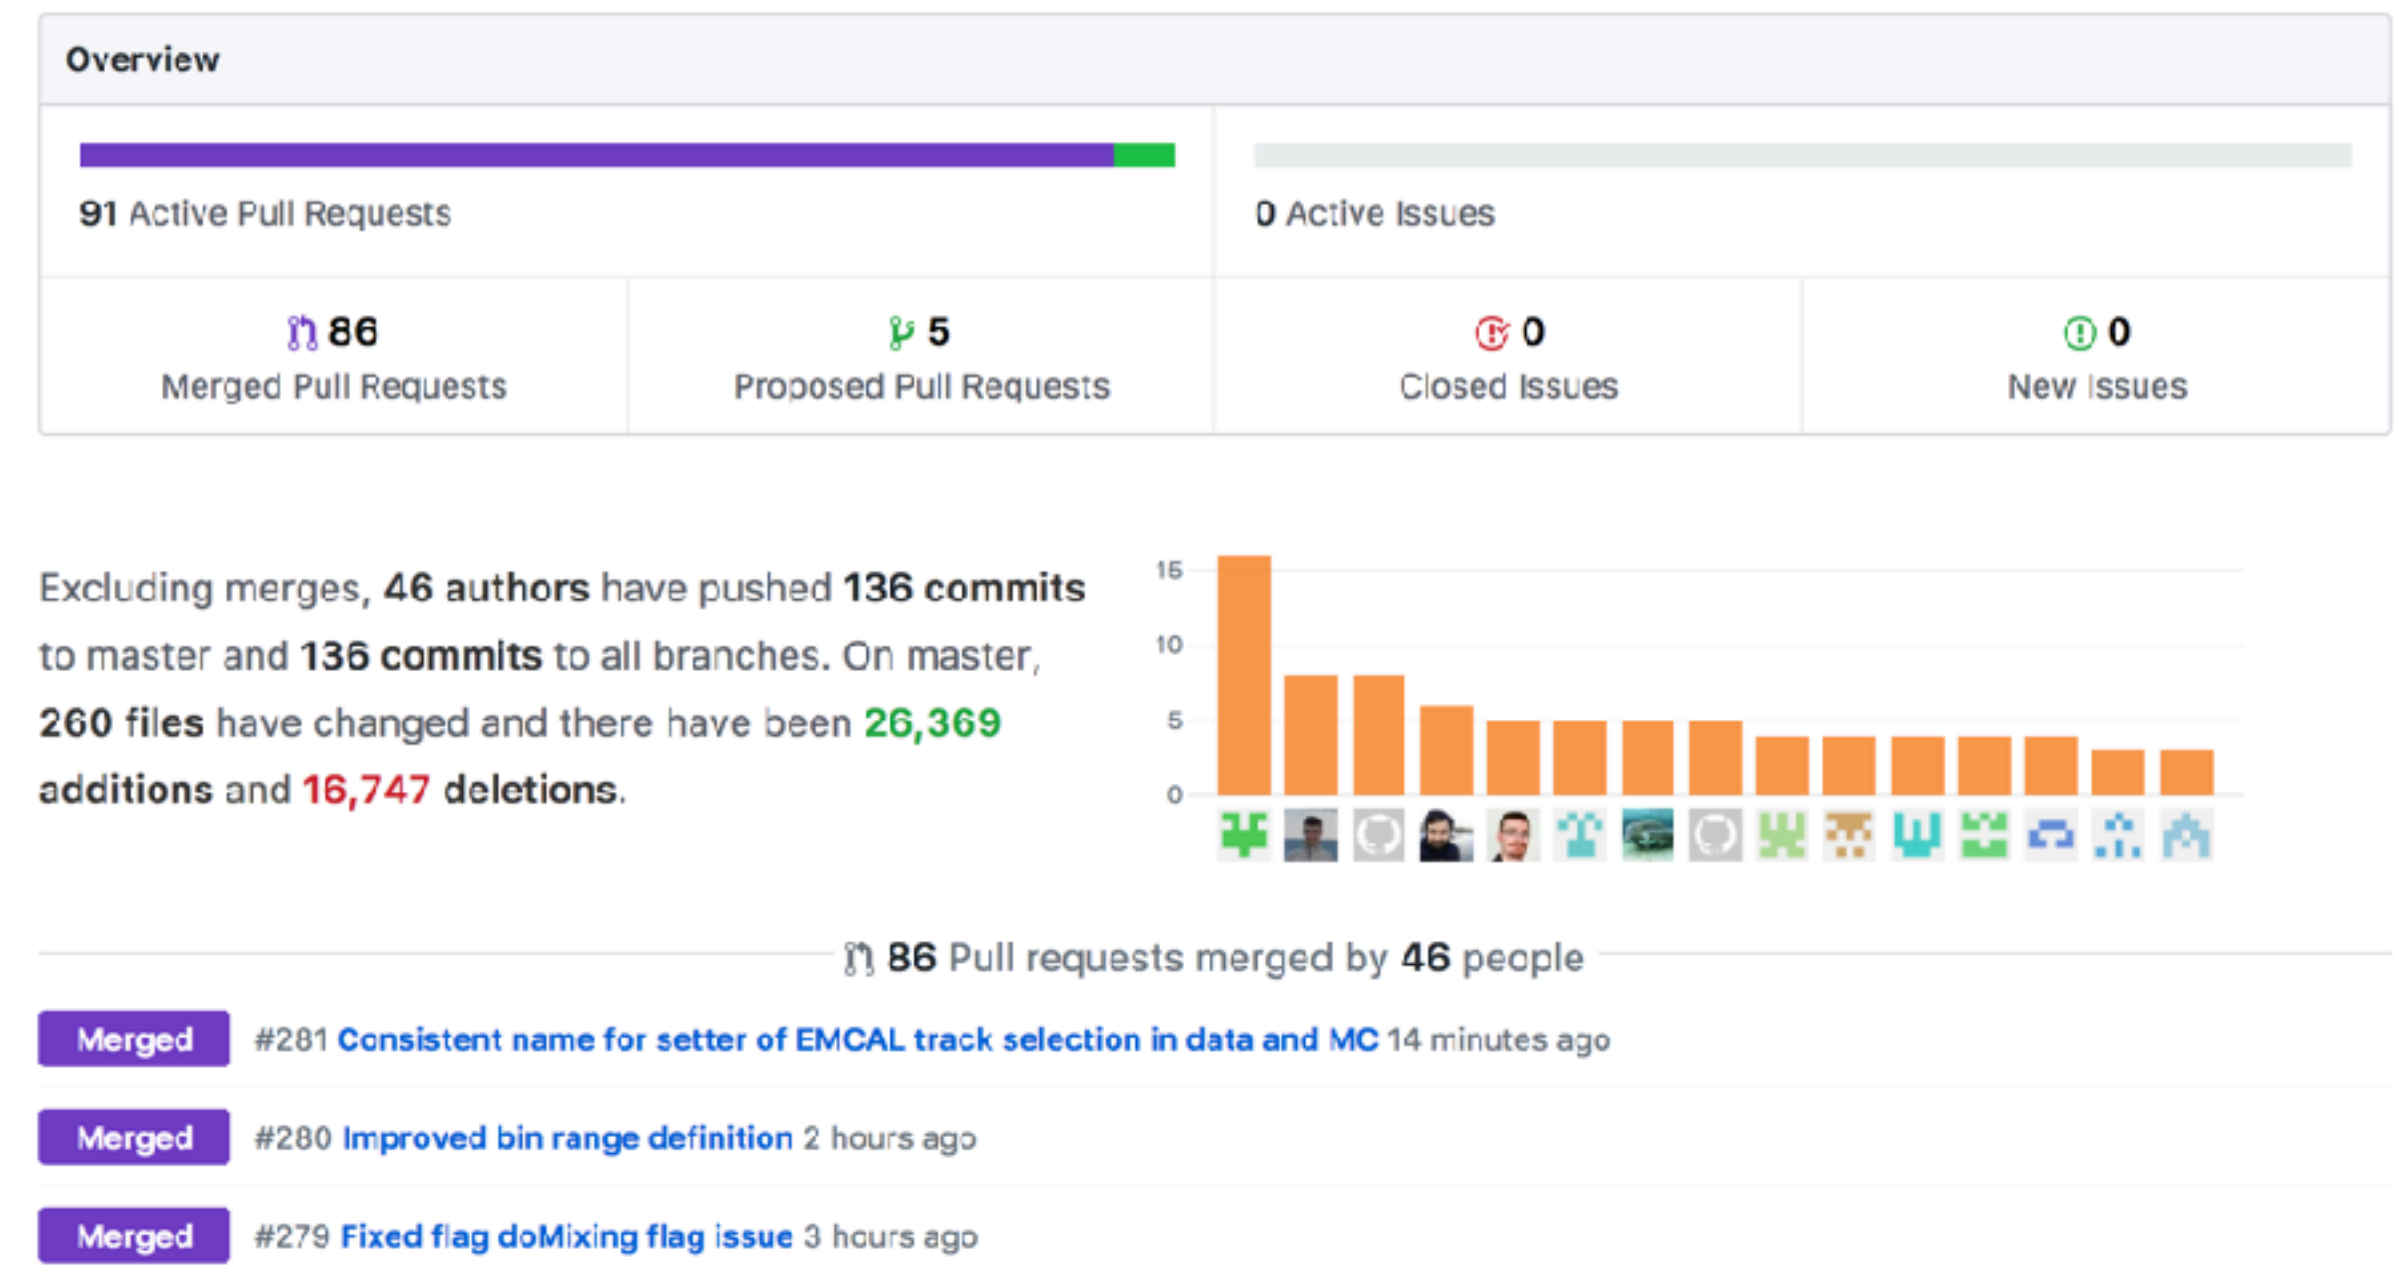 Overview
91 Active Pull Requests
0 Active Issues
86
Merged Pull Requests
5
Proposed Pull Requests
0
Closed Issues
0
New Issues
Excluding merges, 46 authors have pushed 136 commits
to master and 136 commits to all branches. On master,
260 files have changed and there have been 26,369
additions and 16,747 deletions.
15
10
5
0
86 Pull requests merged by 46 people
Merged #281 Consistent name for setter of EMCAL track selection in data and MC 14 minutes ago
Merged #280 Improved bin range definition 2 hours ago
Merged #279 Fixed flag doMixing flag issue 3 hours ago